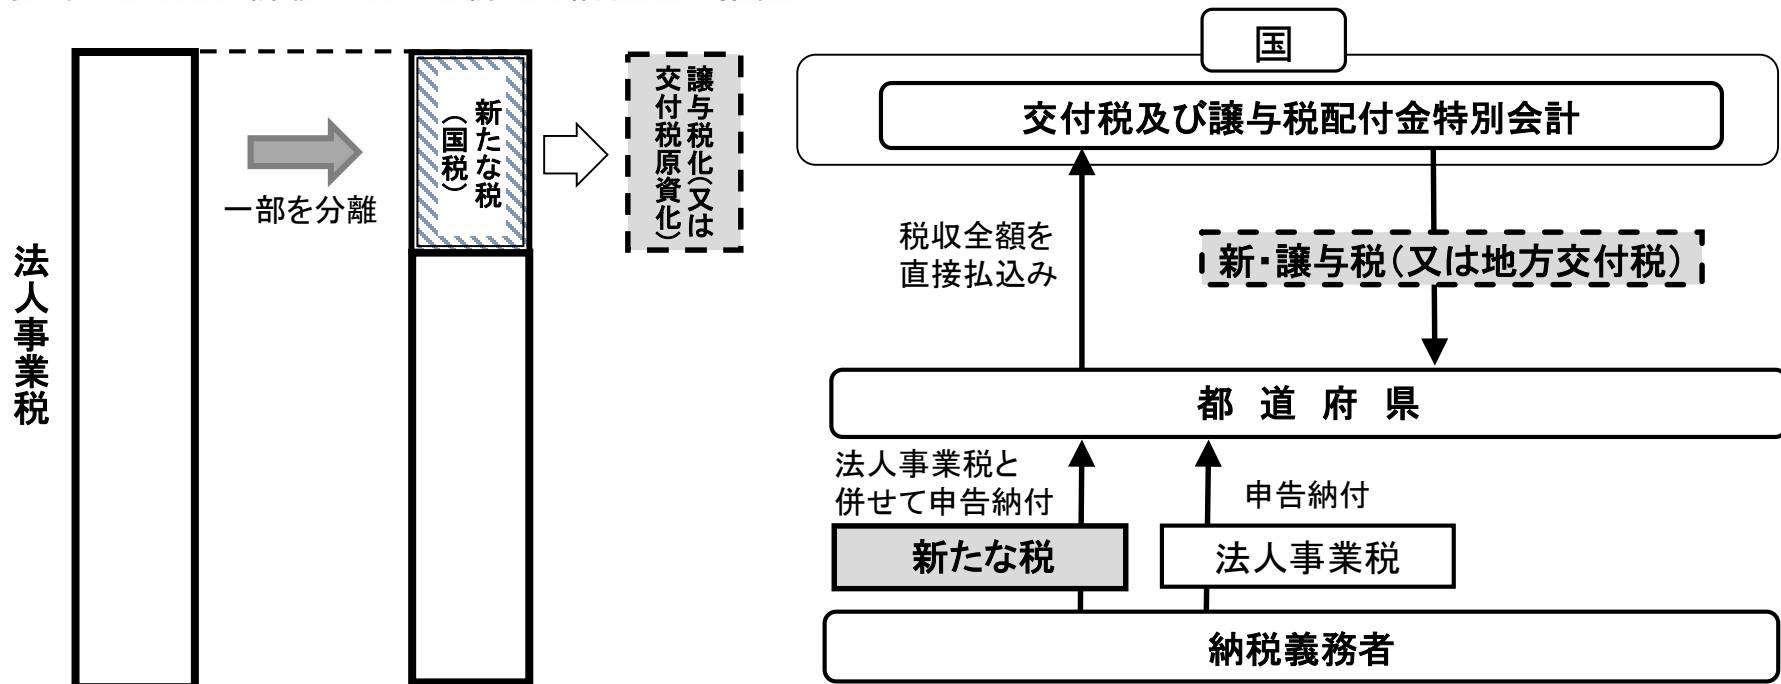 法人事業税
一部を分離
新たな税
(国税)
譲与税化(又は
交付税原資化)
国
交付税及び譲与税配付金特別会計
税収全額を
直接払込み
新・譲与税(又は地方交付税)
都 道 府 県
法人事業税と
併せて申告納付
申告納付
新たな税
法人事業税
納税義務者